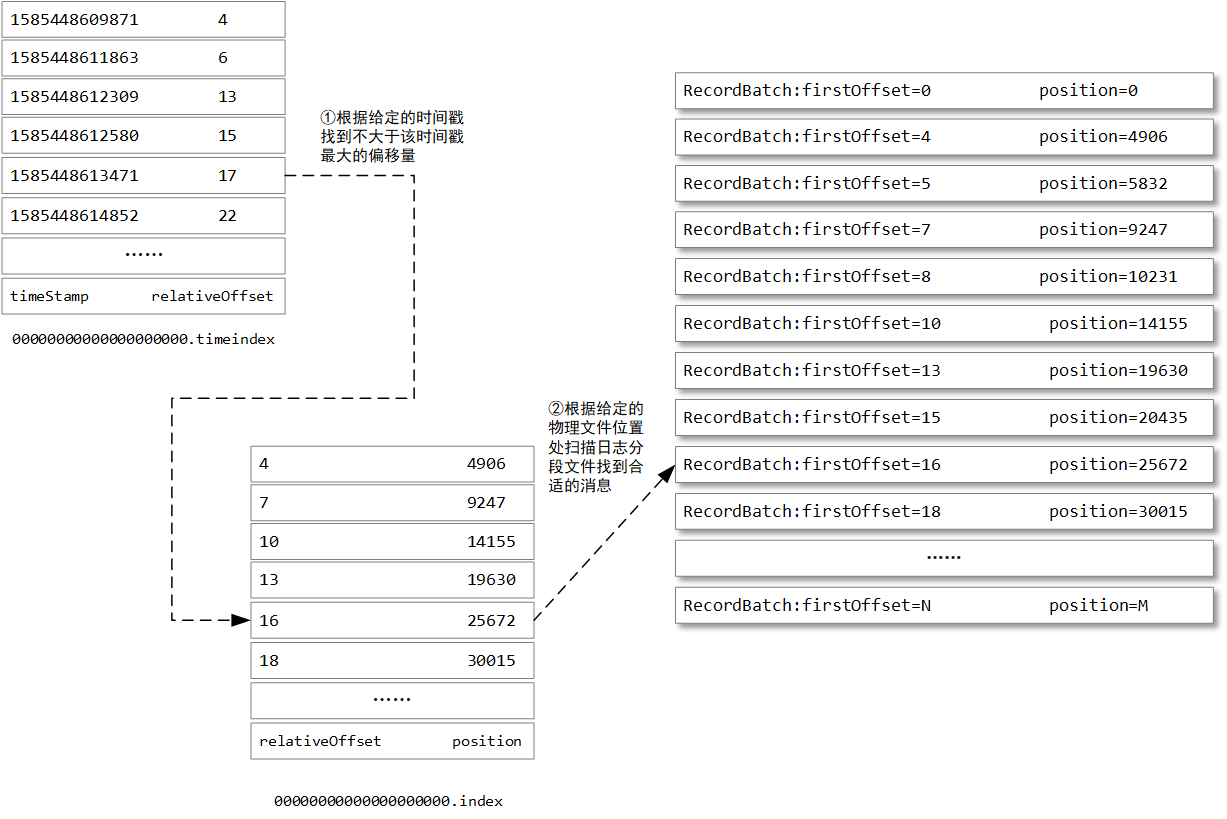 1585448609871 4
1585448611863 6
1585448612309 13
1585448612580 15
1585448613471 17
1585448614852 22
······
timeStamp relativeOffset
00000000000000000000.timeindex
①根据给定的时间戳
找到不大于该时间戳
最大的偏移量
4 4906
7 9247
10 14155
13 19630
16 25672
18 30015
······
relativeOffset position
00000000000000000000.index
②根据给定的
物理文件位置
处扫描日志分
段文件找到合
适的消息
RecordBatch:firstOffset=0 position=0
RecordBatch:firstOffset=4 position=4906
RecordBatch:firstOffset=5 position=5832
RecordBatch:firstOffset=7 position=9247
RecordBatch:firstOffset=8 position=10231
RecordBatch:firstOffset=10 position=14155
RecordBatch:firstOffset=13 position=19630
RecordBatch:firstOffset=15 position=20435
RecordBatch:firstOffset=16 position=25672
RecordBatch:firstOffset=18 position=30015
······
RecordBatch:firstOffset=N position=M